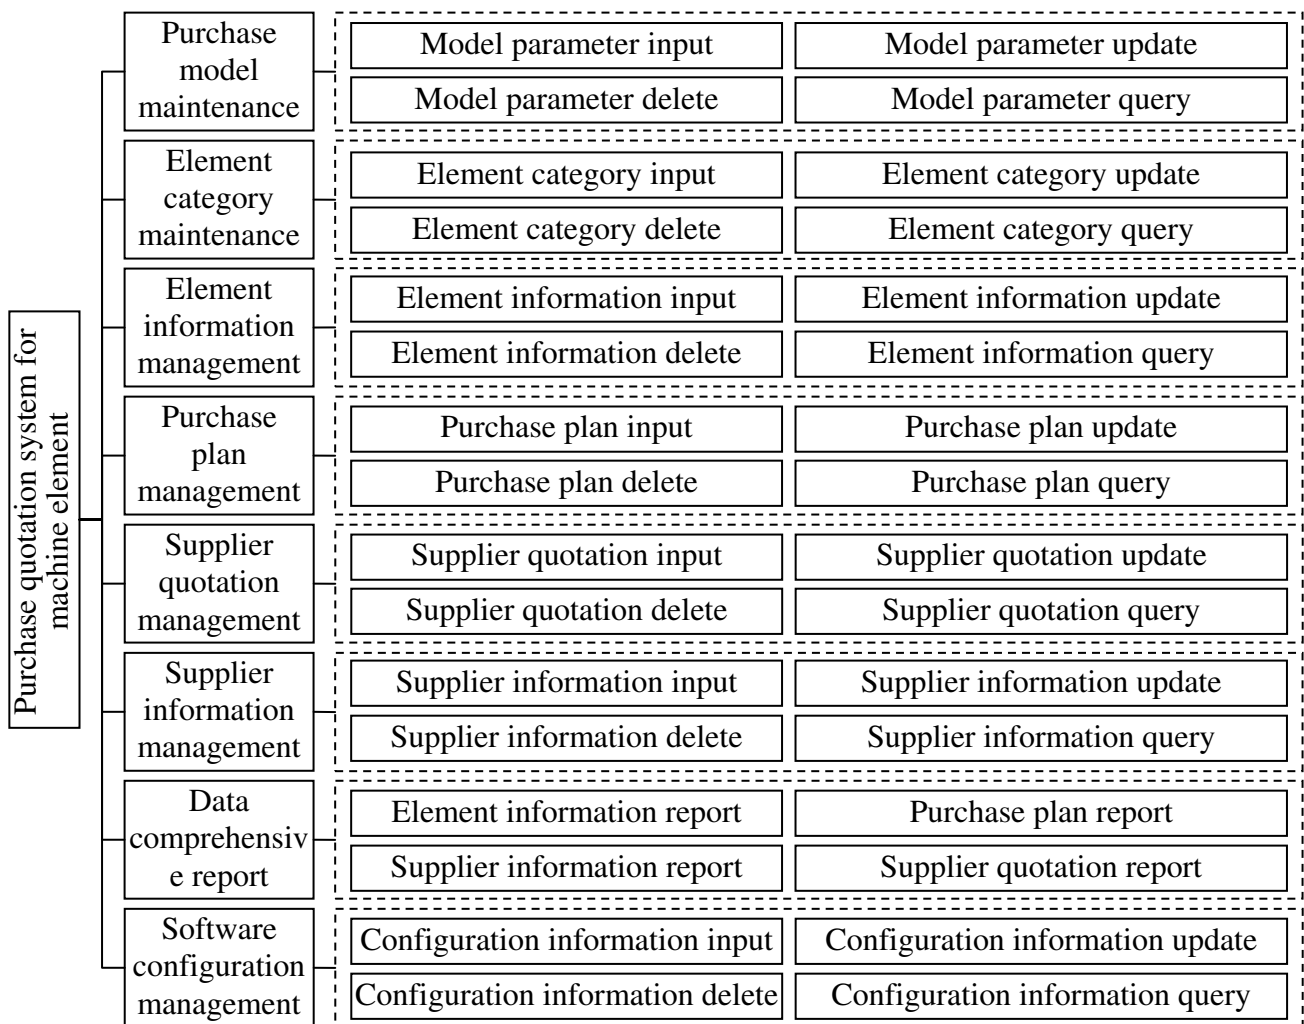 Purchase quotation system for
machine element
Purchase
model
maintenance
Model parameter input
Model parameter update
Model parameter delete
Model parameter query
Element
category
maintenance
Element category input
Element category update
Element category delete
Element category query
Element
information
management
Element information input
Element information update
Element information delete
Element information query
Purchase
plan
management
Purchase plan input
Purchase plan update
Purchase plan delete
Purchase plan query
Supplier
quotation
management
Supplier quotation input
Supplier quotation update
Supplier quotation delete
Supplier quotation query
Supplier
information
management
Supplier information input
Supplier information update
Supplier information delete
Supplier information query
Data
comprehensiv
e report
Element information report
Purchase plan report
Supplier information report
Supplier quotation report
Software
configuration
management
Configuration information input
Configuration information update
Configuration information delete
Configuration information query